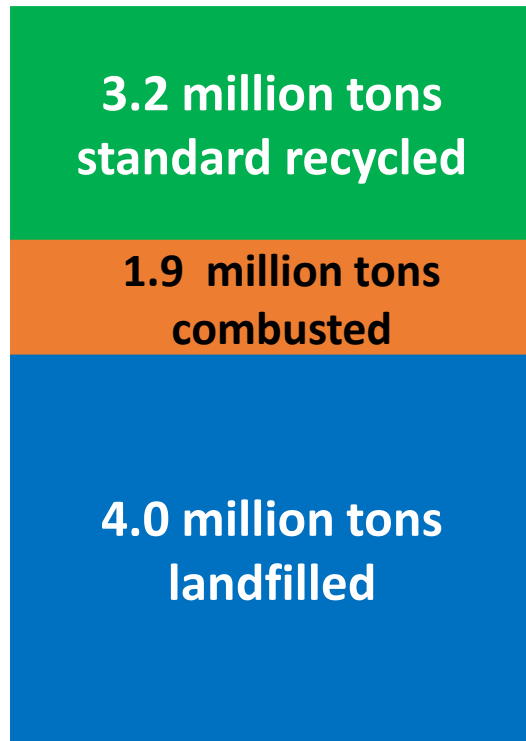 3.2 million tons
standard recycled
1.9  million tons
combusted
4.0 million tons
landfilled